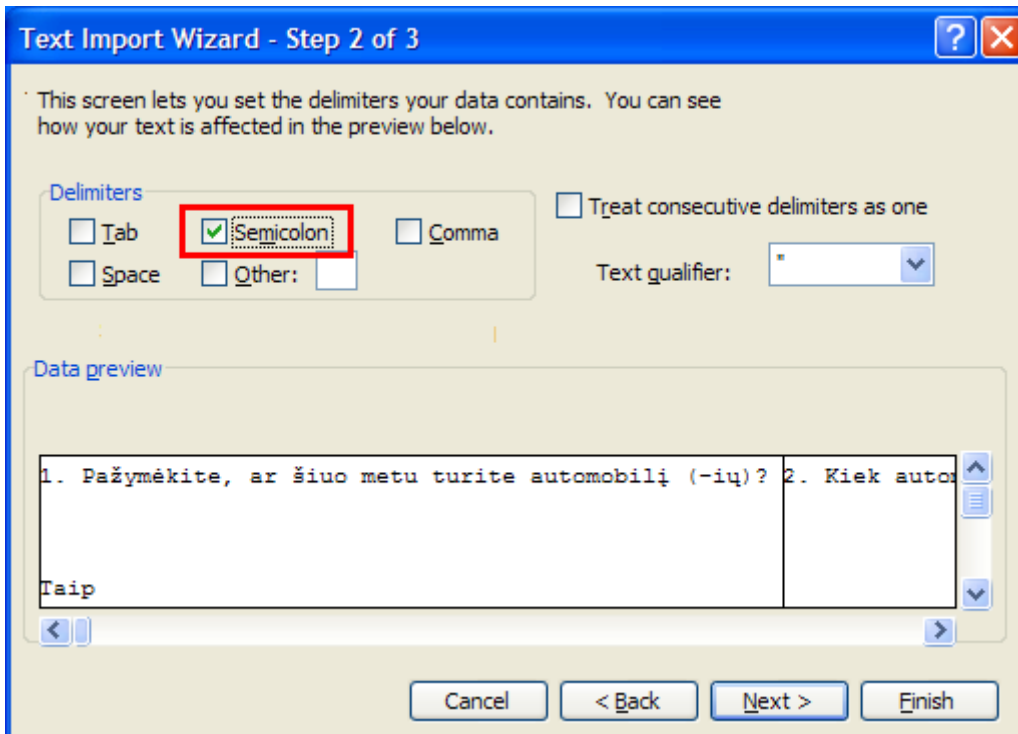 Text Import Wizard - Step 2 of 3
This screen lets you set the delimiters your data contains. You can see
how your text is affected in the preview below.
Delimiters
Tab
Semicolon
Comma
Space
Other:
Treat consecutive delimiters as one
Text qualifier: "
Data preview
1. Pažymėkite, ar šiuo metu turite automobilį (-ių)? 2. Kiek auto
Taip
Cancel < Back Next > Finish